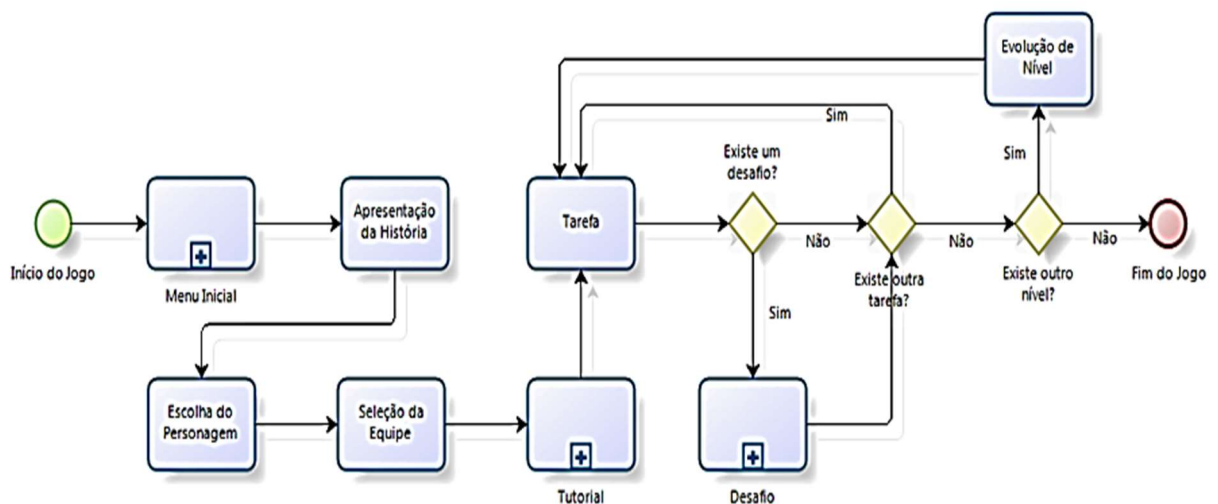 Evolução de
Nível
Sim
Existe um
desafio?
Sim
Apresentação
da História
Tarefa
Início do Jogo
Menu Inicial
Não
Existe outra
tarefa?
Não
Existe outro
nível?
Não
Fim do Jogo
Sim
Escolha do
Personagem
Seleção da
Equipe
Tutorial
Desafio